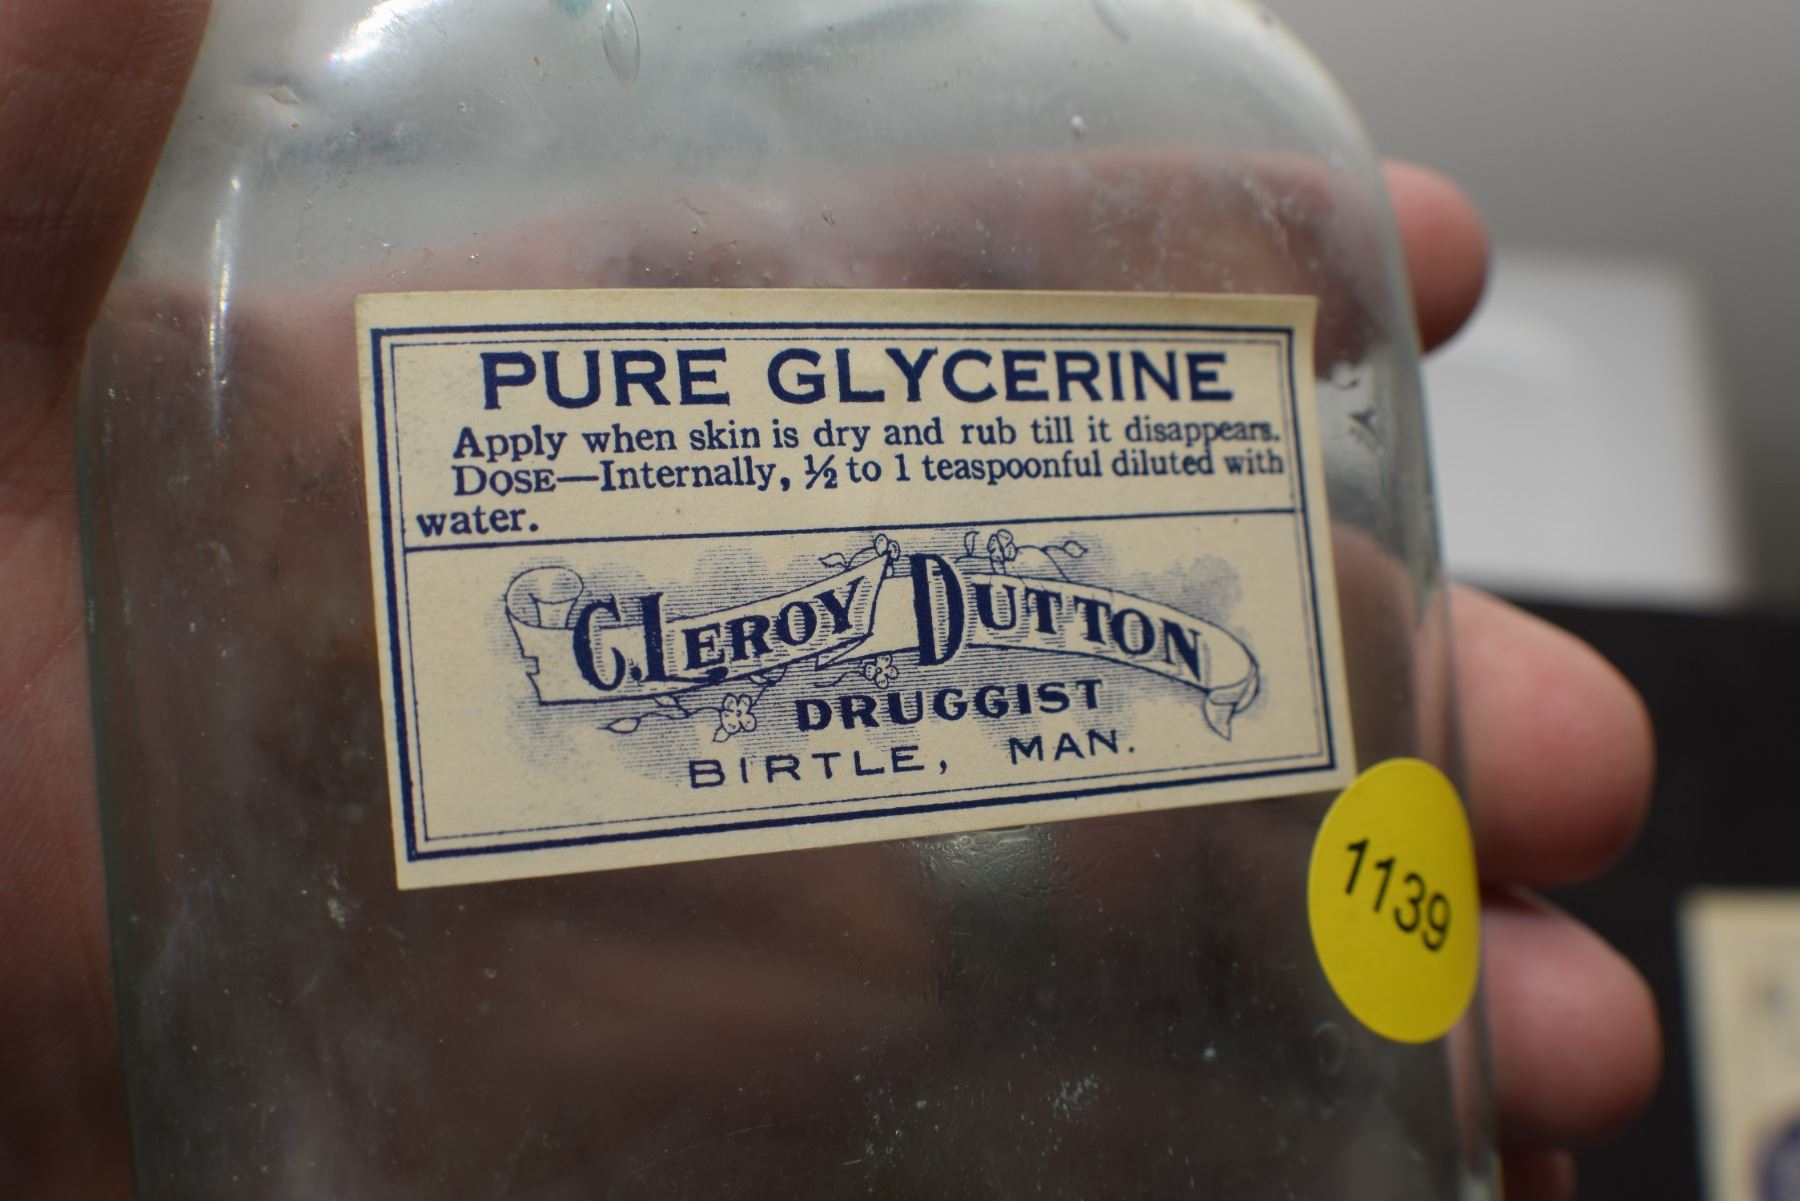 PURE GLYCERINE
Apply when skin is dry and rub till it disappears.
DOSE—Internally, ½ to 1 teaspoonful diluted with
water.
C. LEROY DUTTON
DRUGGIST
BIRTLE, MAN.
1139